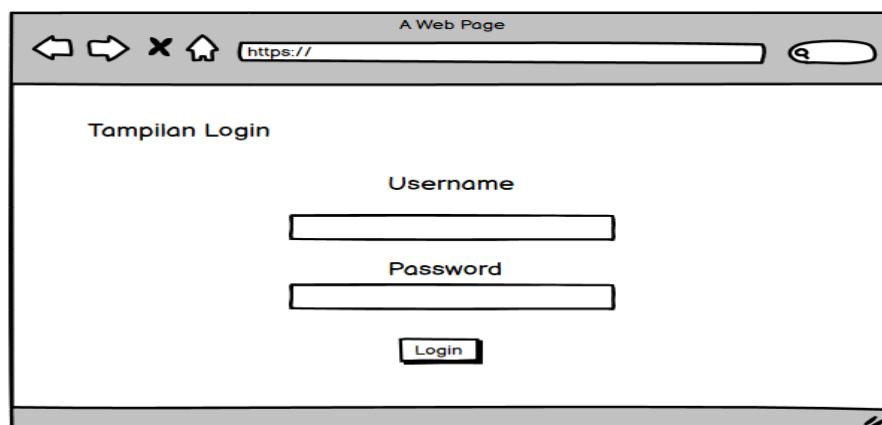 A Web Page
https://
Tampilan Login
Username
Password
Login